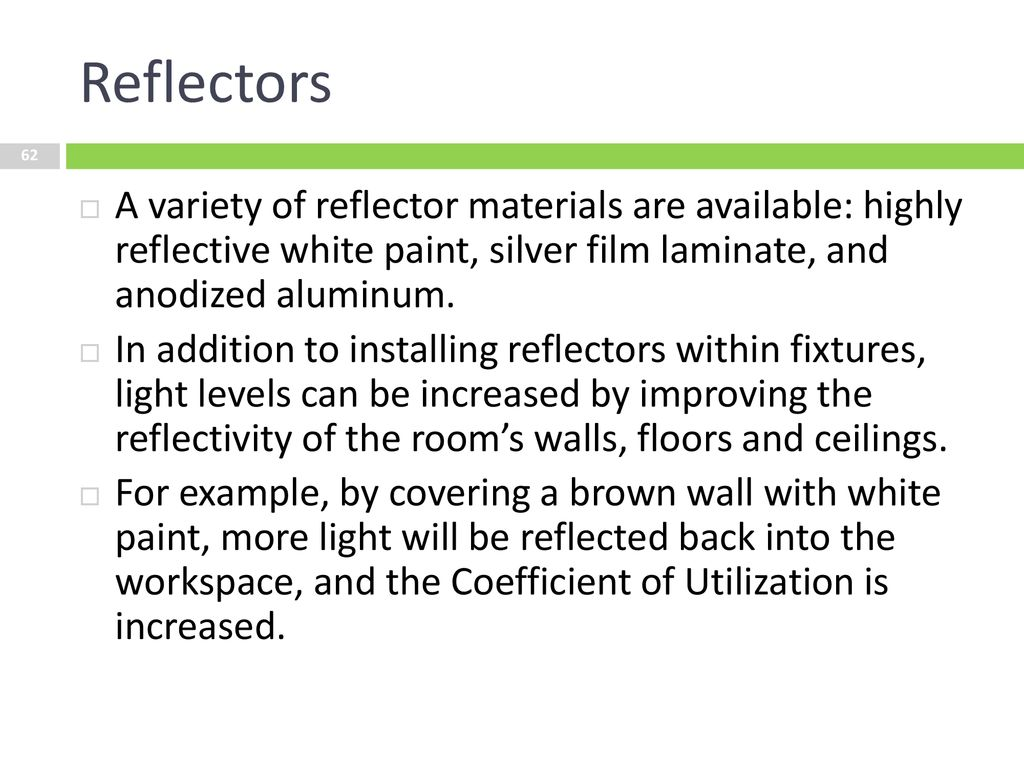 Reflectors
62
A variety of reflector materials are available: highly
reflective white paint, silver film laminate, and
anodized aluminum.
In addition to installing reflectors within fixtures,
light levels can be increased by improving the
reflectivity of the room’s walls, floors and ceilings.
For example, by covering a brown wall with white
paint, more light will be reflected back into the
workspace, and the Coefficient of Utilization is
increased.